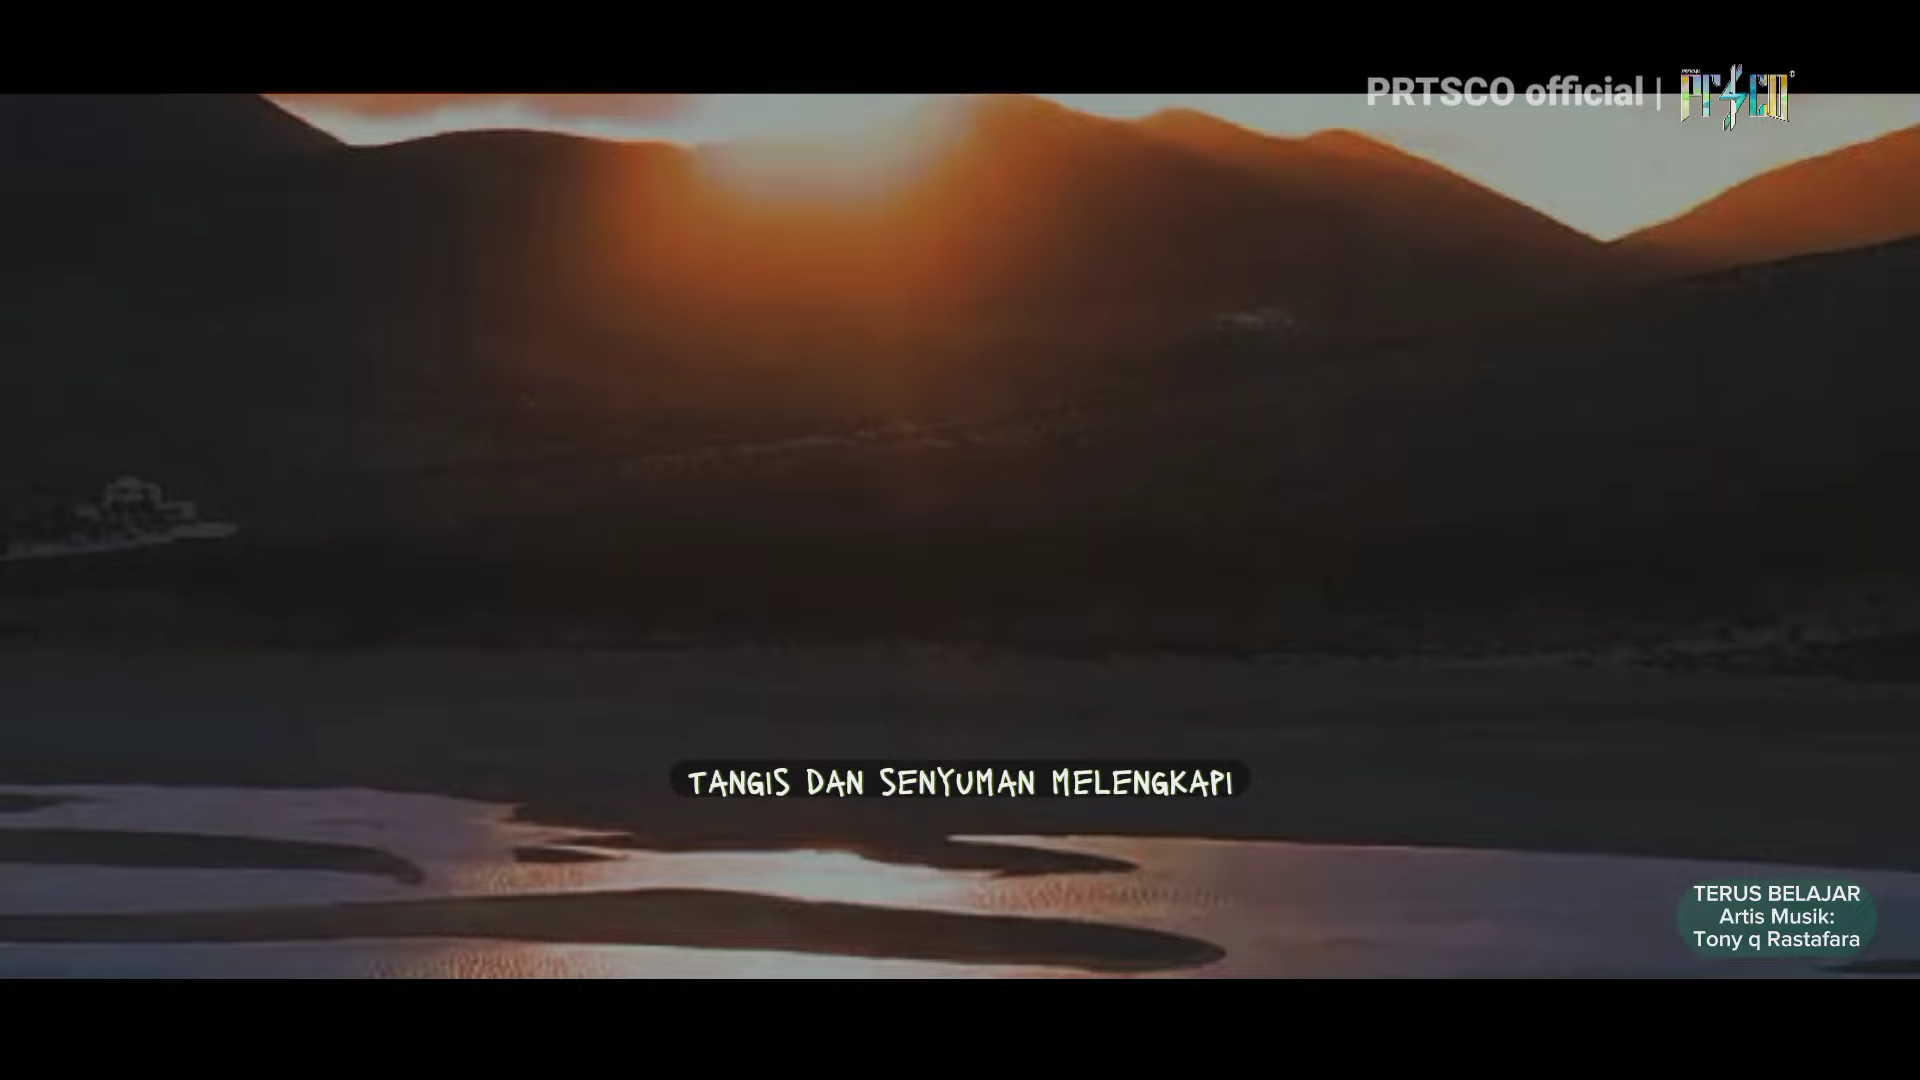 PRTSCO official |
TANGIS DAN SENYUMAN MELENGKAPI
TERUS BELAJAR
Artis Musik:
Tony q Rastafara